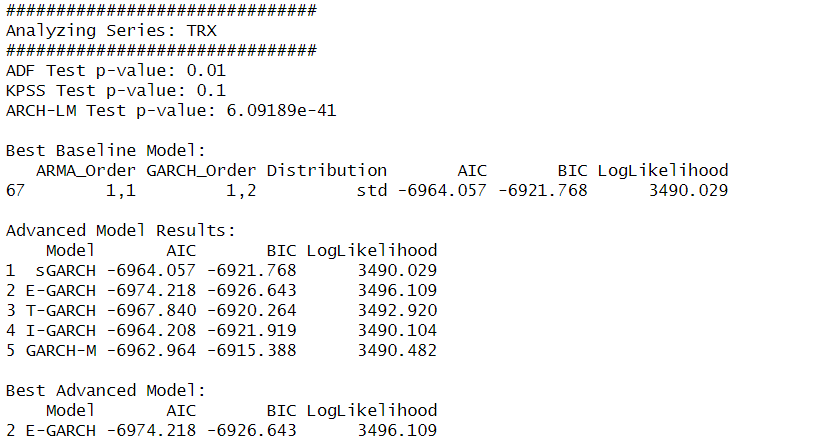 ###############################
Analyzing Series: TRX
###############################
ADF Test p-value: 0.01
KPSS Test p-value: 0.1
ARCH-LM Test p-value: 6.09189e-41
Best Baseline Model:
ARMA_Order GARCH_Order Distribution AIC BIC LogLikelihood
67 1,1 1,2 std -6964.057 -6921.768 3490.029
Advanced Model Results:
Model AIC BIC LogLikelihood
1 sGARCH -6964.057 -6921.768 3490.029
2 E-GARCH -6974.218 -6926.643 3496.109
3 T-GARCH -6967.840 -6920.264 3492.920
4 I-GARCH -6964.208 -6921.919 3490.104
5 GARCH-M -6962.964 -6915.388 3490.482
Best Advanced Model:
Model AIC BIC LogLikelihood
2 E-GARCH -6974.218 -6926.643 3496.109